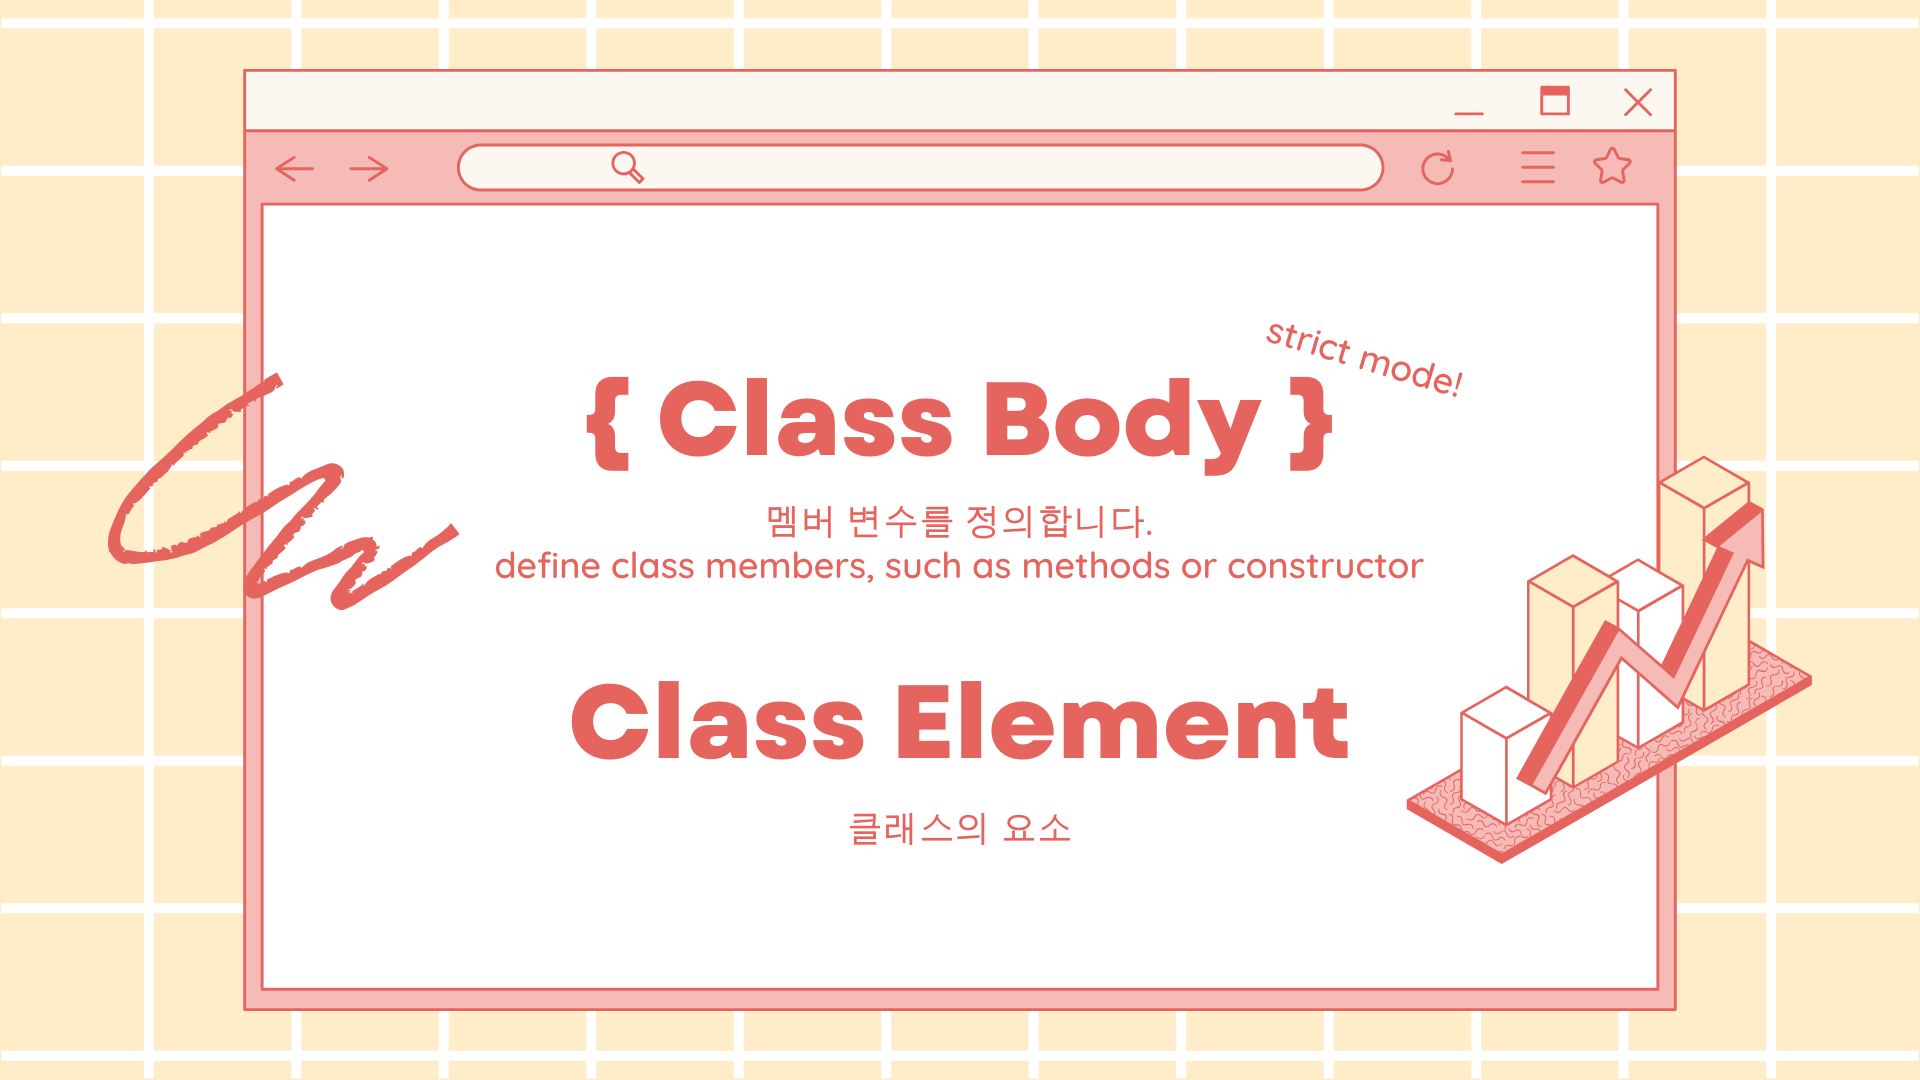 strict mode!
{ Class Body }
멤버 변수를 정의합니다.
define class members, such as methods or constructor
Class Element
클래스의 요소